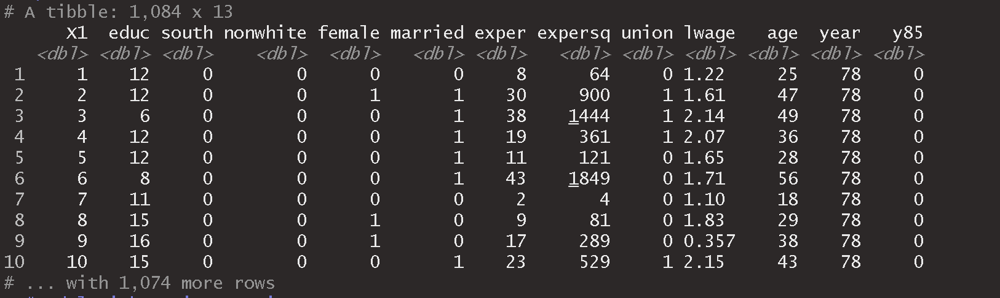 # A tibble: 1,084 x 13
X1 educ south nonwhite female married exper expersq union lwage age year y85
<dbl> <dbl> <dbl> <dbl> <dbl> <dbl> <dbl> <dbl> <dbl> <dbl> <dbl> <dbl> <dbl>
1 1 12 0 0 0 0 8 64 0 1.22 25 78 0
2 2 12 0 0 1 1 30 900 1 1.61 47 78 0
3 3 6 0 0 0 1 38 1444 1 2.14 49 78 0
4 4 12 0 0 0 1 19 361 1 2.07 36 78 0
5 5 12 0 0 0 1 11 121 0 1.65 28 78 0
6 6 8 0 0 0 1 43 1849 0 1.71 56 78 0
7 7 11 0 0 0 0 2 4 0 1.10 18 78 0
8 8 15 0 0 1 0 9 81 0 1.83 29 78 0
9 9 16 0 0 1 0 17 289 0 0.357 38 78 0
10 10 15 0 0 0 1 23 529 1 2.15 43 78 0
# ... with 1,074 more rows